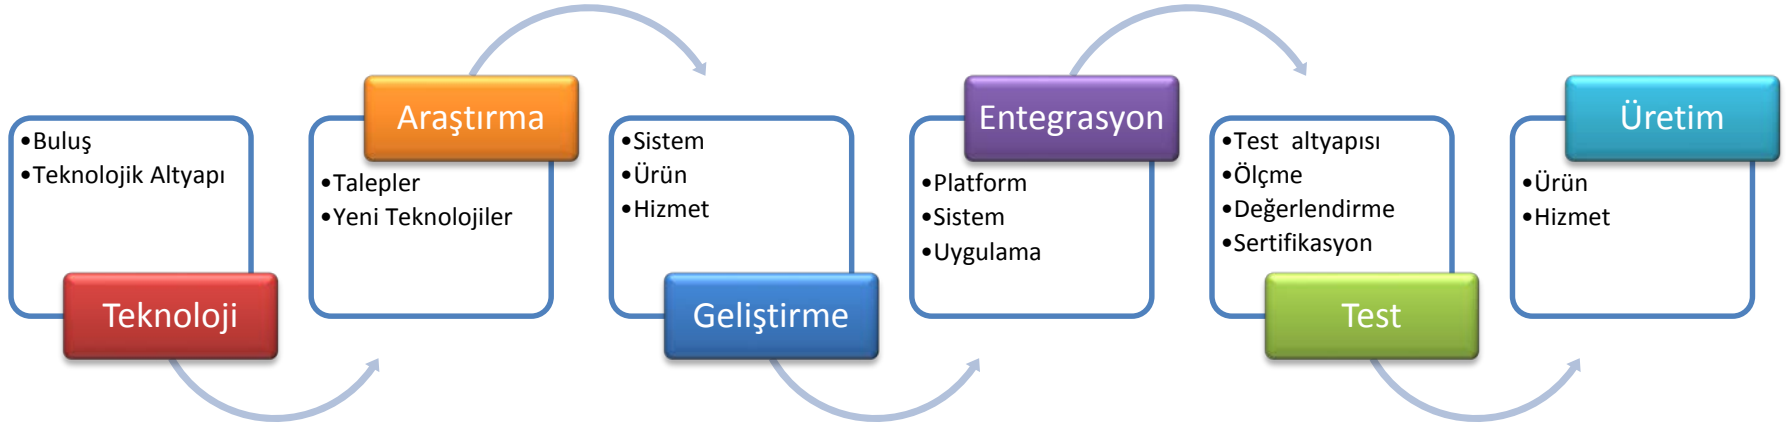 •Buluş
•Teknolojik Altyapı
Teknoloji
Araştırma
•Talepler
•Yeni Teknolojiler
•Sistem
•Ürün
•Hizmet
Geliştirme
Entegrasyon
•Platform
•Sistem
•Uygulama
•Test altyapısı
•Ölçme
•Değerlendirme
•Sertifikasyon
Test
Üretim
•Ürün
•Hizmet